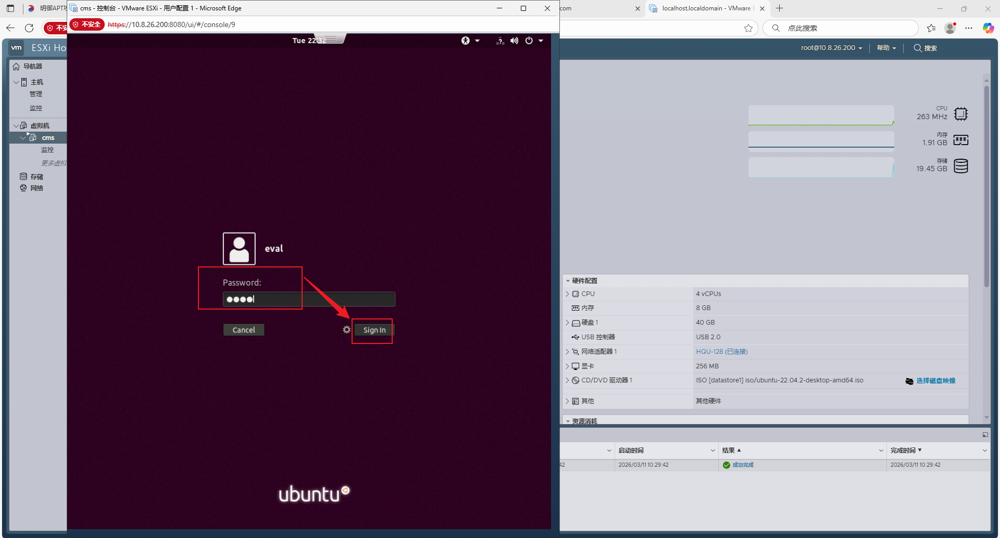 明御APT攻
cms - 控制台 - VMware ESXi - 用户配置 1 - Microsoft Edge
com
localhost.localdomain - VMware E
不安全
不安全 https://10.8.26.200:8080/ui/#/console/9
点此搜索
vm ESXi Ho
Tue 22:32
root@10.8.26.200
帮助
搜索
导航器
主机
管理
监控
虚拟机
cms
监控
更多虚拟
存储
网络
CPU
263 MHz
内存
1.91 GB
存储
19.45 GB
eval
Password:
Cancel
Sign In
ubuntu
硬件配置
CPU 4 vCPUs
内存 8 GB
硬盘 1 40 GB
USB 控制器 USB 2.0
网络适配器 1 HQU-128 (已连接)
显卡 256 MB
CD/DVD 驱动器 1 ISO [datastore1] iso/ubuntu-22.04.2-desktop-amd64.iso 选择磁盘映像
其他 其他硬件
资源消耗
启动时间 结果 完成时间
42 2026/03/11 10:29:42 成功完成 2026/03/11 10:29:42